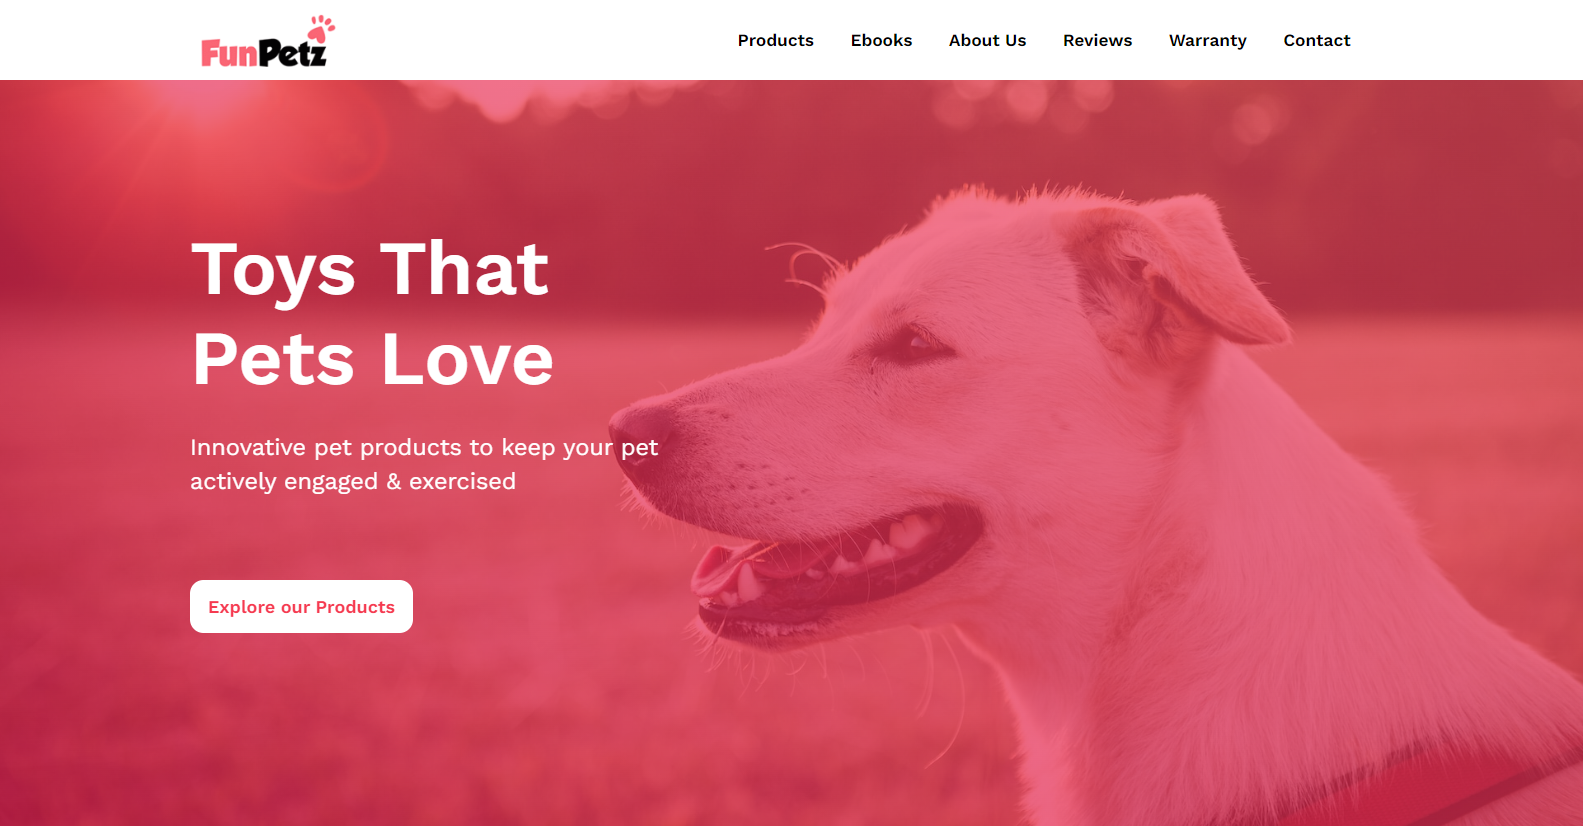 FunPetz
Products Ebooks About Us Reviews Warranty Contact
Toys That
Pets Love
Innovative pet products to keep your pet
actively engaged & exercised
Explore our Products